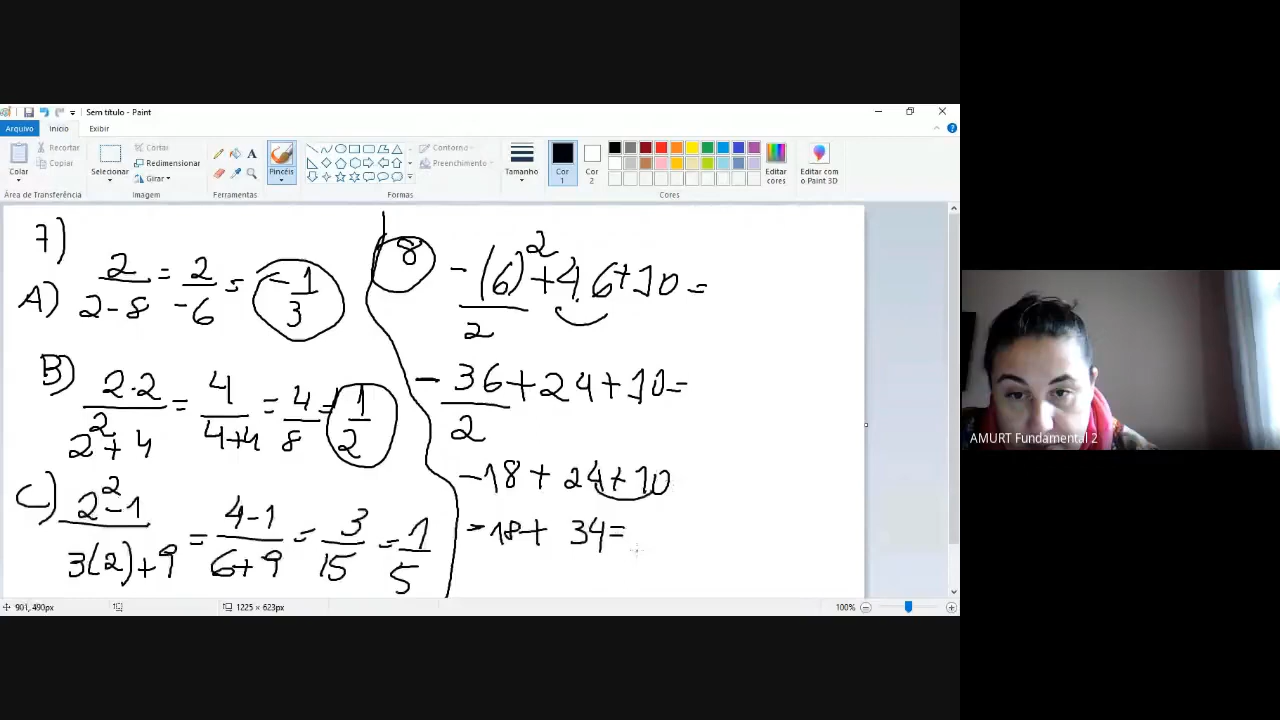 Sem título - Paint
Arquivo Início Exibir
Colar
Recortar
Copiar
Área de Transferência
Selecionar
Cortar
Redimensionar
Girar
Imagem
Ferramentas
Pincéis
Contorno
Preenchimento
Formas
Tamanho
Cor 1
Cor 2
Editar cores
Editar com o Paint 3D
Cores
7)
A) 2/(2-8) = 2/-6 = -1/3
B) 2.2/(2²+4) = 4/(4+4) = 4/8 = 1/2
C) (2²-1)/(3(2)+9) = (4-1)/(6+9) = 3/15 = 1/5
8
-(6)²/2 + 4.6+10=
-36/2 + 24+10=
-18+24+10
-18+34=
AMURT Fundamental 2
901, 490px
1225 × 623px
100%